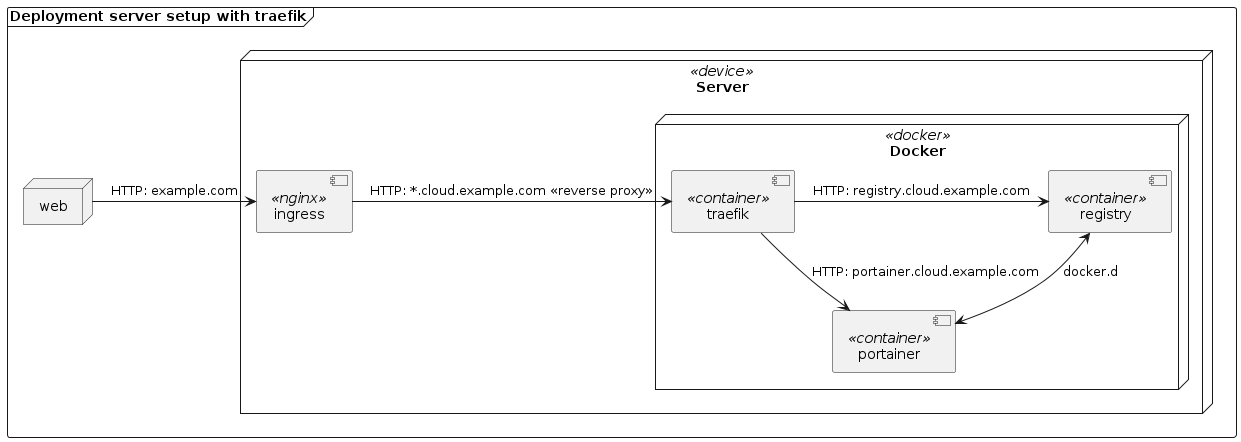 Deployment server setup with traefik
«device»
Server
«docker»
Docker
web
HTTP: example.com
«nginx»
ingress
HTTP: *.cloud.example.com «reverse proxy»
«container»
traefik
HTTP: registry.cloud.example.com
«container»
registry
HTTP: portainer.cloud.example.com
docker.d
«container»
portainer